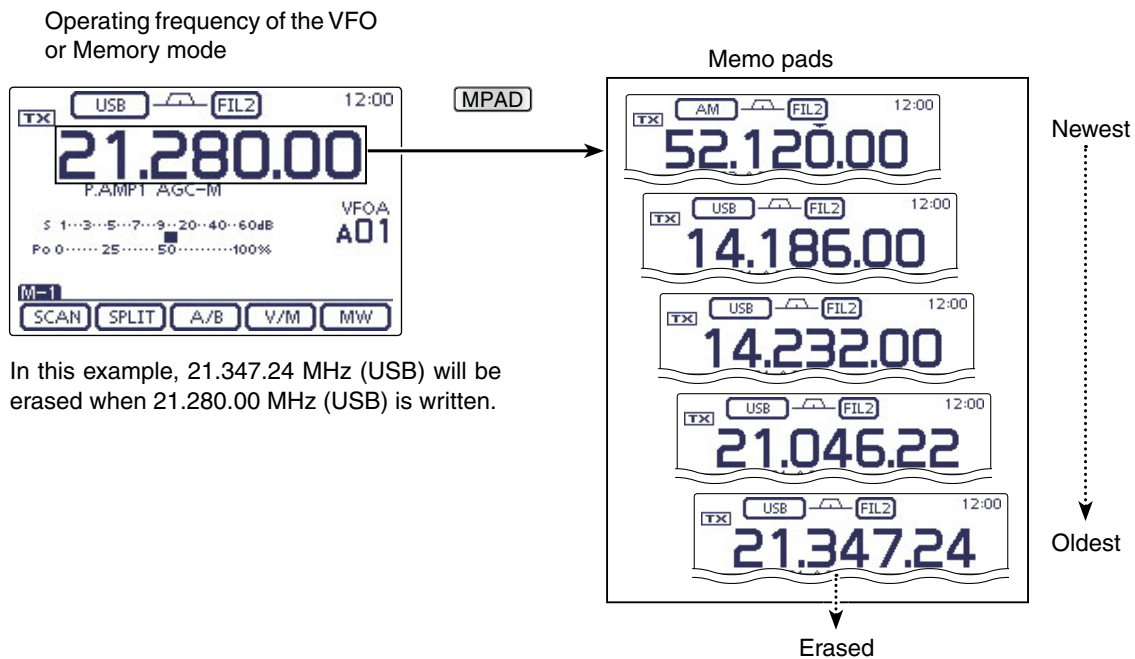 Operating frequency of the VFO
or Memory mode
USB FIL2 12:00
TX
21.280.00
P.AMP1 AGC-M
VFOA
S 1···3···5···7···9··20··40··60dB
A01
Po 0······ 25 ······ 50 ··········100%
M-1
SCAN SPLIT A/B V/M MW
In this example, 21.347.24 MHz (USB) will be
erased when 21.280.00 MHz (USB) is written.
MPAD
Memo pads
AM FIL2 12:00
TX
52.120.00
USB FIL2 12:00
TX
14.186.00
USB FIL2 12:00
TX
14.232.00
USB FIL2 12:00
TX
21.046.22
USB FIL2 12:00
TX
21.347.24
Newest
Oldest
Erased